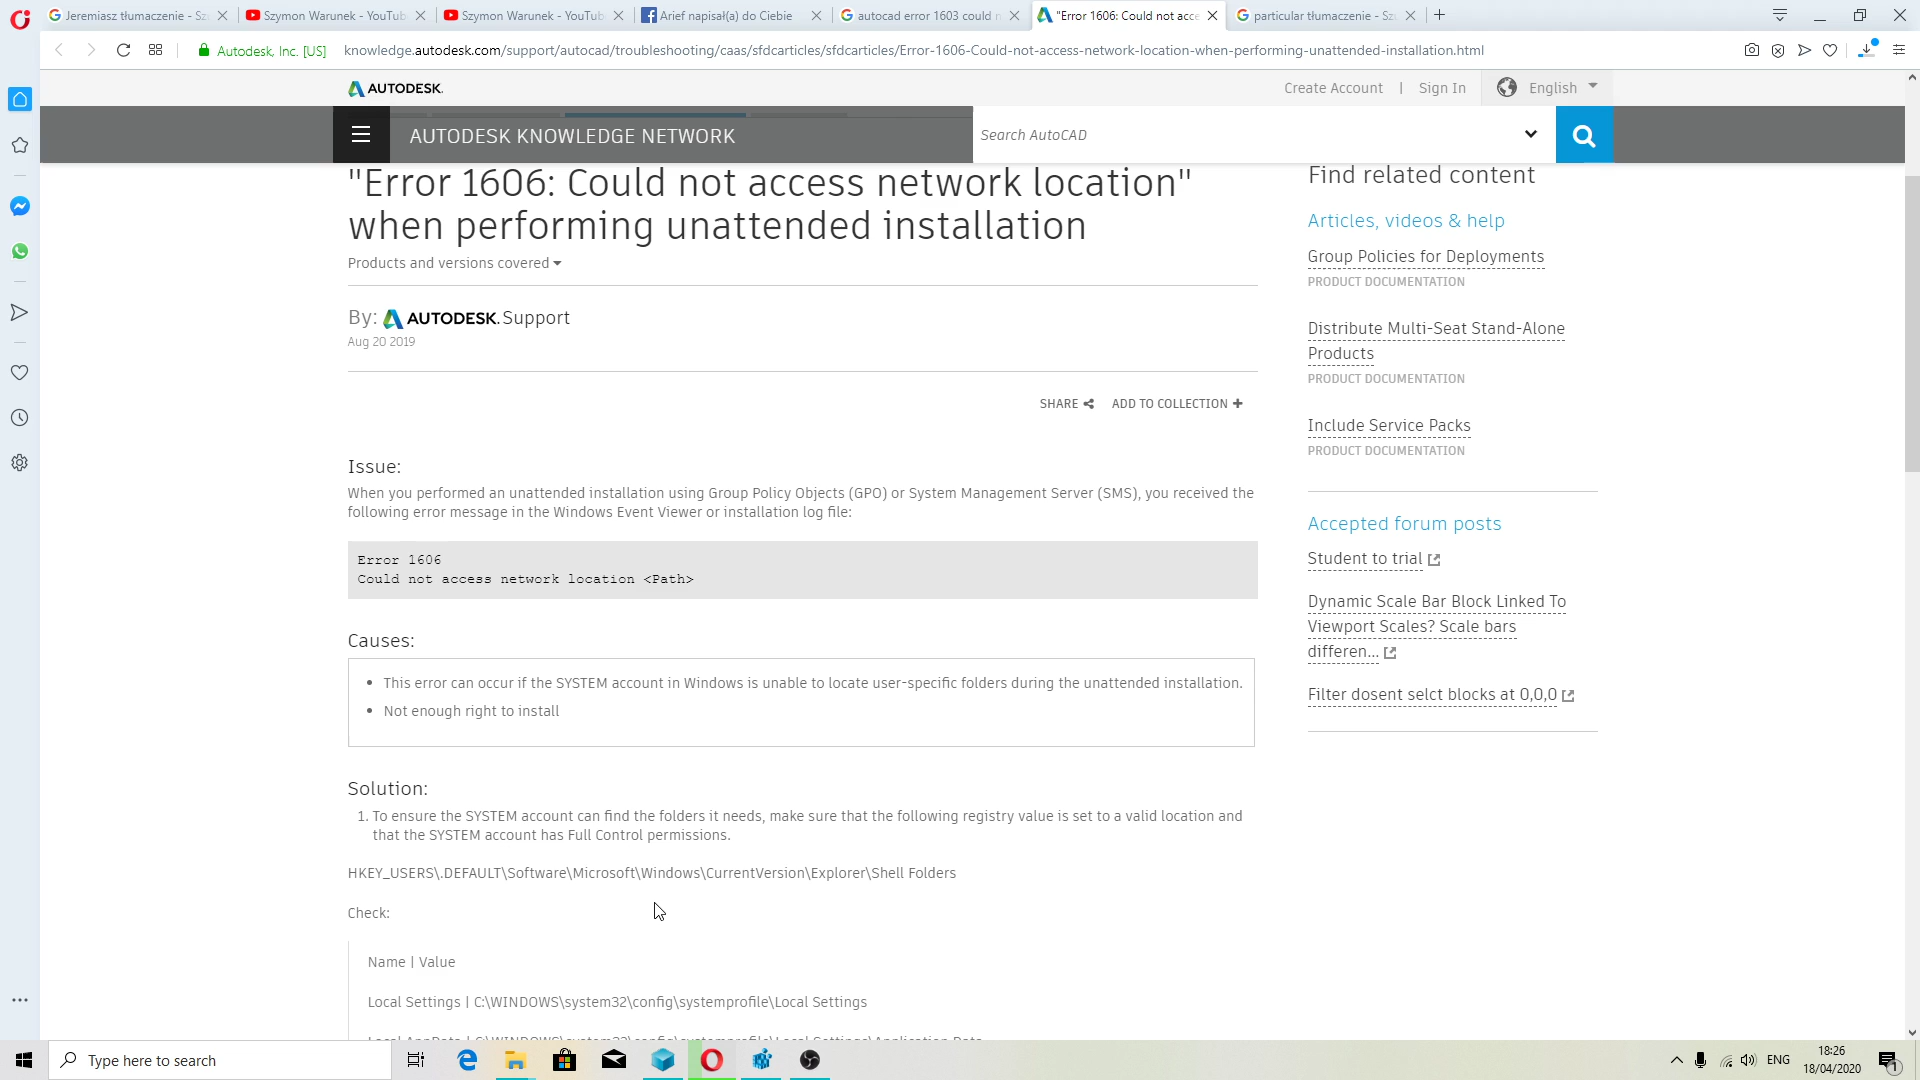 Jeremiasz tłumaczenie - Sz
Szymon Warunek - YouTub
Szymon Warunek - YouTub
Arief napisał(a) do Ciebie
autocad error 1603 could n
"Error 1606: Could not acce
particular tłumaczenie - Sz
Autodesk, Inc. [US]
knowledge.autodesk.com/support/autocad/troubleshooting/caas/sfdcarticles/sfdcarticles/Error-1606-Could-not-access-network-location-when-performing-unattended-installation.html
AUTODESK.
Create Account | Sign In
English
AUTODESK KNOWLEDGE NETWORK
Search AutoCAD
"Error 1606: Could not access network location"
when performing unattended installation
Products and versions covered
By: AUTODESK. Support
Aug 20 2019
SHARE
ADD TO COLLECTION
Issue:
When you performed an unattended installation using Group Policy Objects (GPO) or System Management Server (SMS), you received the
following error message in the Windows Event Viewer or installation log file:
Error 1606
Could not access network location <Path>
Causes:
• This error can occur if the SYSTEM account in Windows is unable to locate user-specific folders during the unattended installation.
• Not enough right to install
Solution:
1. To ensure the SYSTEM account can find the folders it needs, make sure that the following registry value is set to a valid location and
that the SYSTEM account has Full Control permissions.
HKEY_USERS\.DEFAULT\Software\Microsoft\Windows\CurrentVersion\Explorer\Shell Folders
Check:
Name | Value
Local Settings | C:\WINDOWS\system32\config\systemprofile\Local Settings
Local AppData | C:\WINDOWS\system32\config\systemprofile\Local Settings\Application Data
Find related content
Articles, videos & help
Group Policies for Deployments
PRODUCT DOCUMENTATION
Distribute Multi-Seat Stand-Alone
Products
PRODUCT DOCUMENTATION
Include Service Packs
PRODUCT DOCUMENTATION
Accepted forum posts
Student to trial
Dynamic Scale Bar Block Linked To
Viewport Scales? Scale bars
differen...
Filter dosent selct blocks at 0,0,0
Type here to search
ENG
18:26
18/04/2020
1